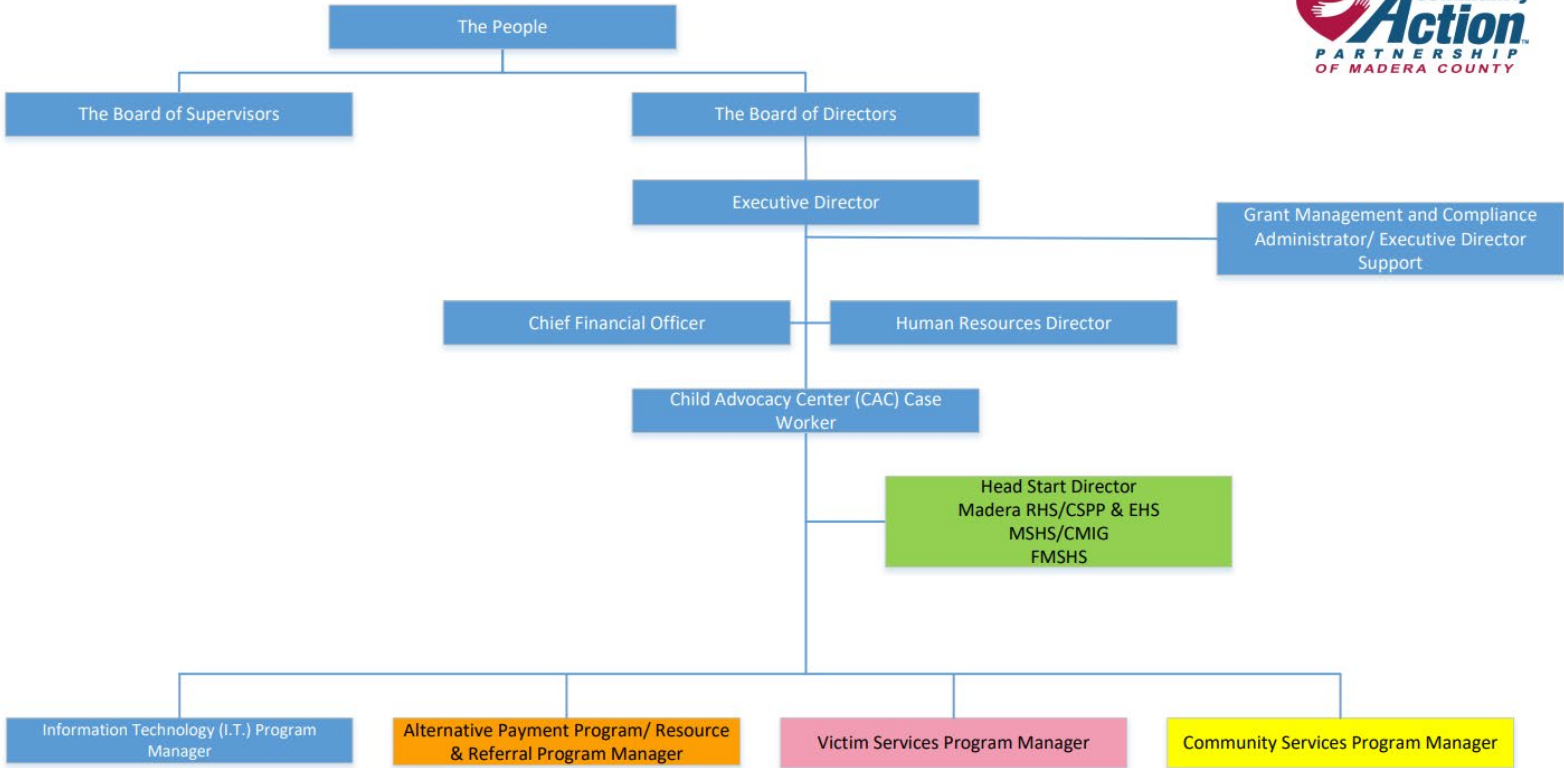 Action
PARTNERSHIP
OF MADERA COUNTY
The People
The Board of Supervisors
The Board of Directors
Executive Director
Grant Management and Compliance
Administrator/ Executive Director
Support
Chief Financial Officer
Human Resources Director
Child Advocacy Center (CAC) Case
Worker
Head Start Director
Madera RHS/CSPP & EHS
MSHS/CMIG
FMSHS
Information Technology (I.T.) Program
Manager
Alternative Payment Program/ Resource
& Referral Program Manager
Victim Services Program Manager
Community Services Program Manager